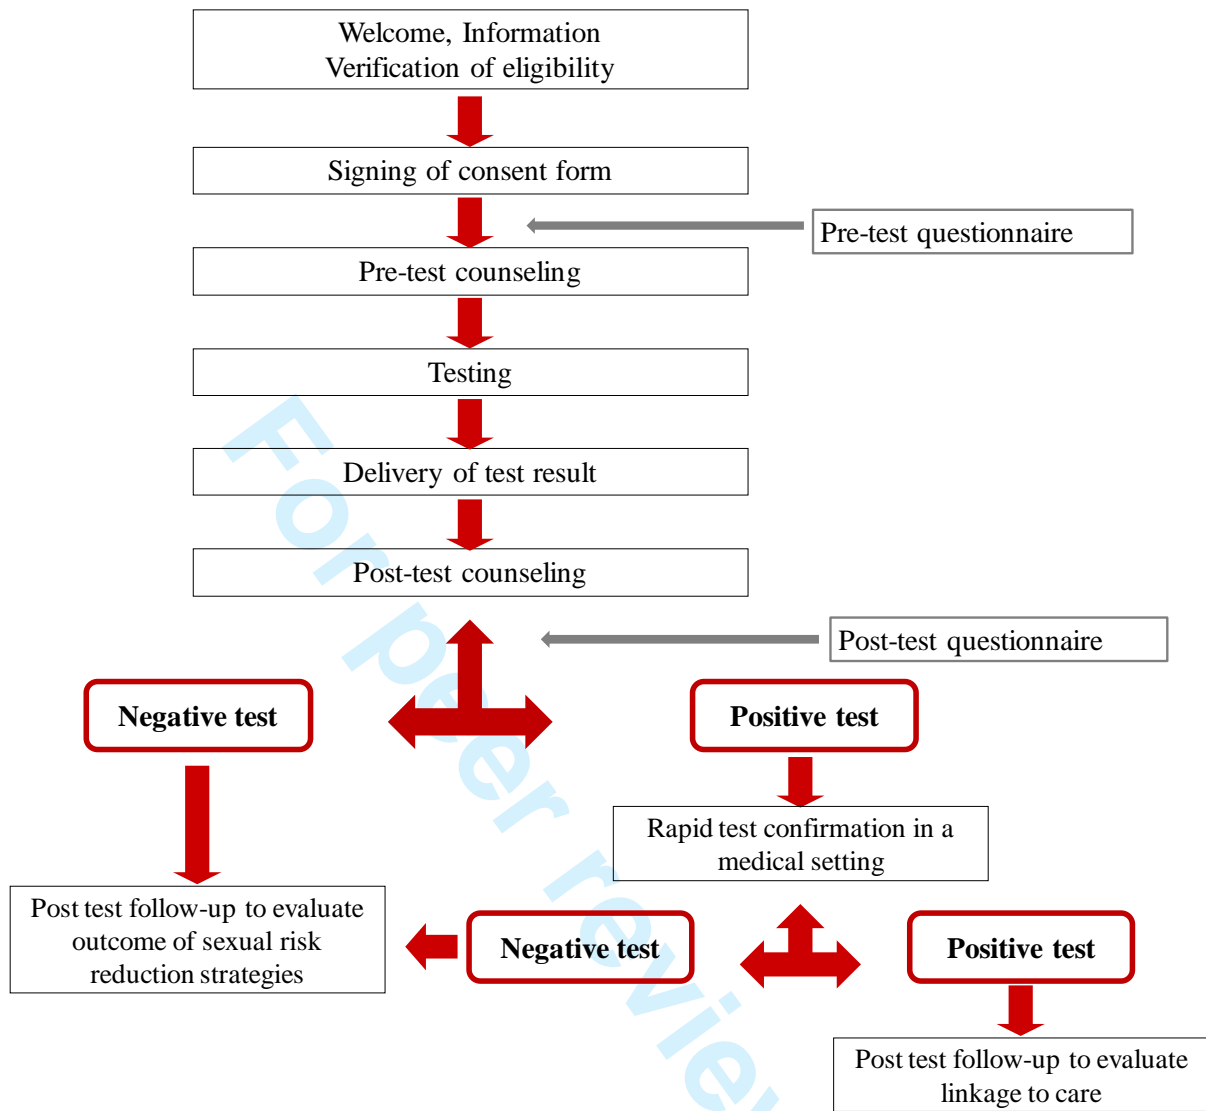 Welcome, Information
Verification of eligibility
Signing of consent form
Pre-test questionnaire
Pre-test counseling
Testing
Delivery of test result
Post-test counseling
Post-test questionnaire
Negative test
Positive test
Rapid test confirmation in a
medical setting
Post test follow-up to evaluate
outcome of sexual risk
reduction strategies
Negative test
Positive test
Post test follow-up to evaluate
linkage to care
For peer review